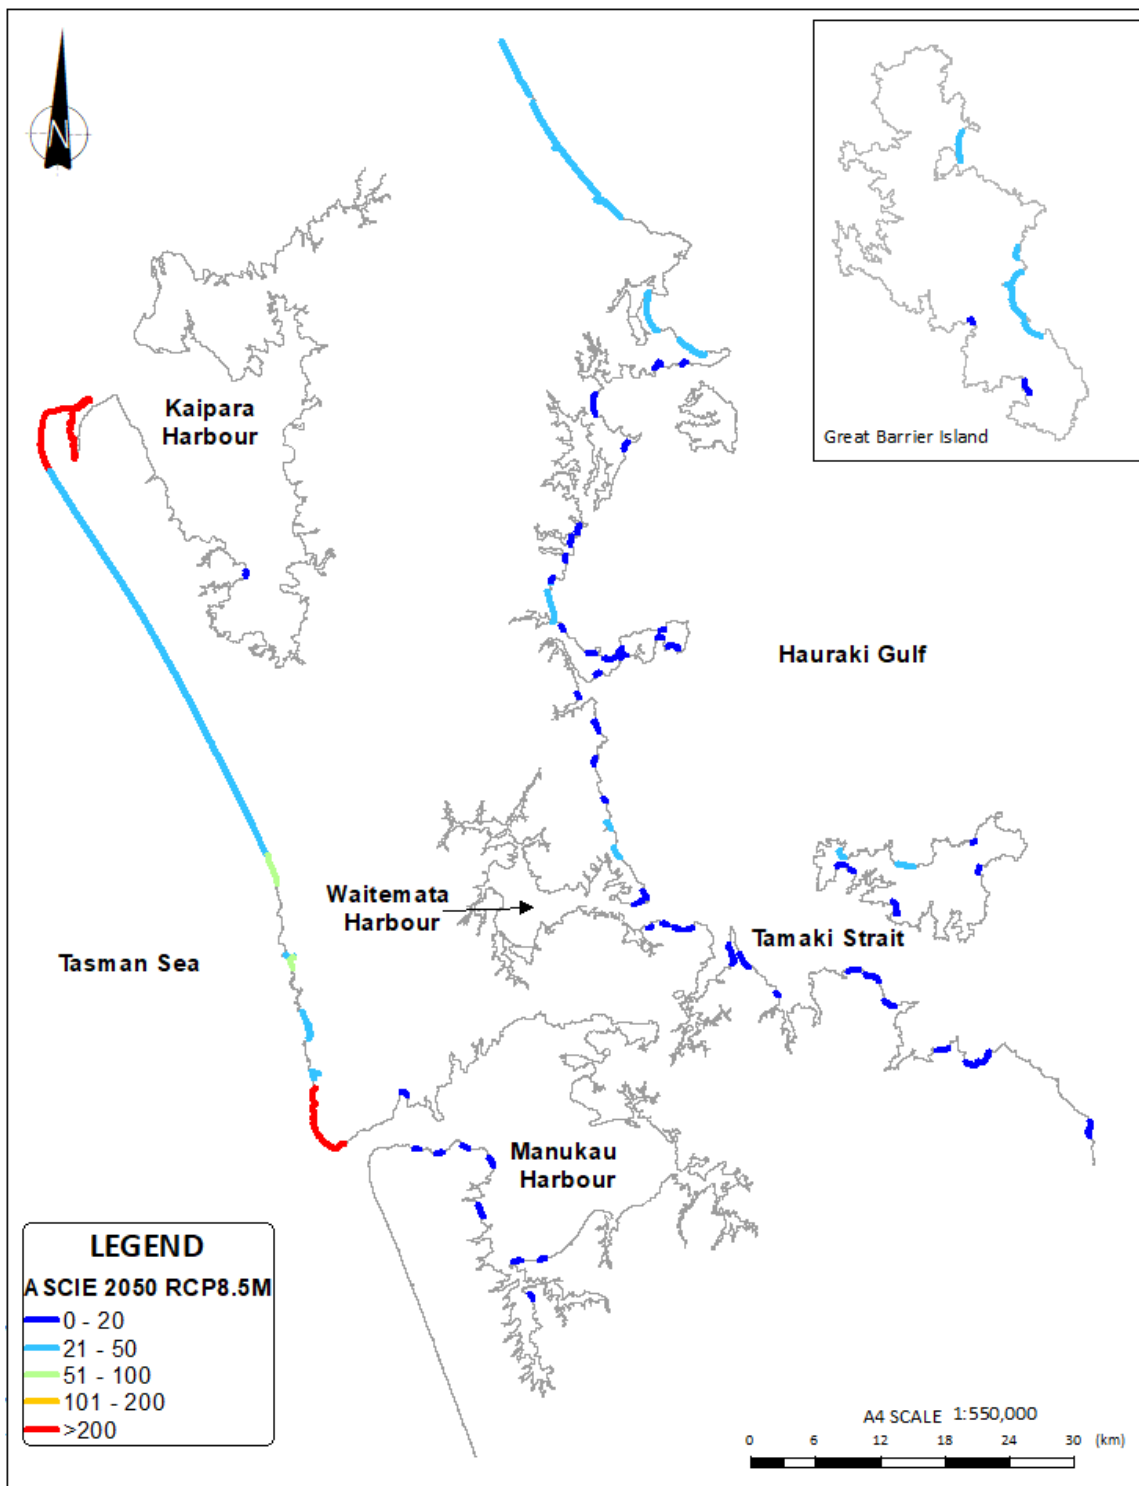 N
Great Barrier Island
Kaipara
Harbour
Hauraki Gulf
Waitemata
Harbour
Tamaki Strait
Tasman Sea
Manukau
Harbour
LEGEND
ASCIE 2050 RCP8.5M
0 - 20
21 - 50
51 - 100
101 - 200
>200
A4 SCALE 1:550,000
0 6 12 18 24 30 (km)